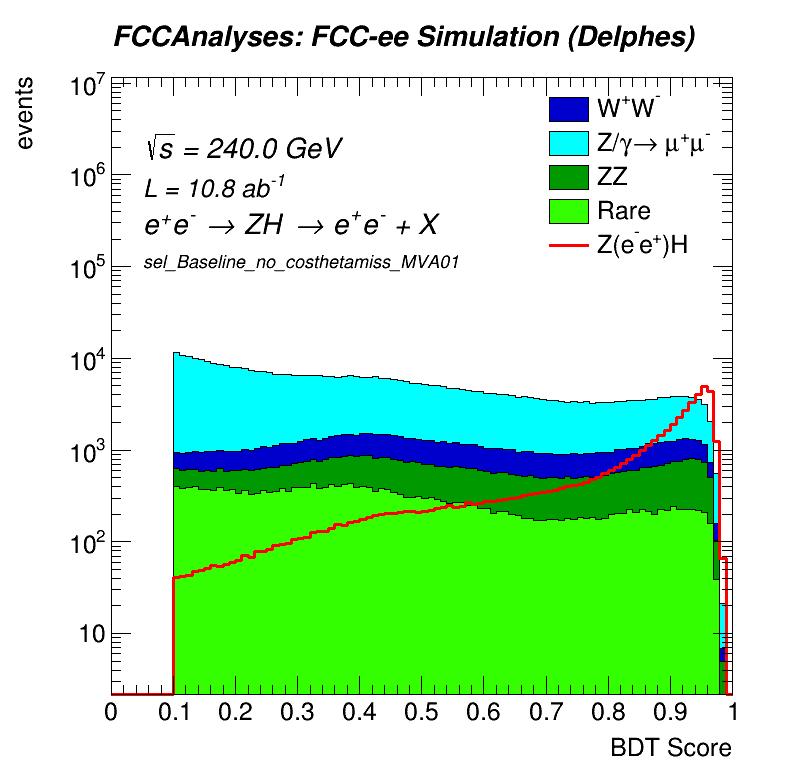 FCCAnalyses: FCC-ee Simulation (Delphes)
events
10⁷
10⁶
10⁵
10⁴
10³
10²
10
√s = 240.0 GeV
L = 10.8 ab⁻¹
e⁺e⁻ → ZH → e⁺e⁻ + X
sel_Baseline_no_costhetamiss_MVA01
W⁺W⁻
Z/γ→ μ⁺μ⁻
ZZ
Rare
Z(e⁻e⁺)H
0 0.1 0.2 0.3 0.4 0.5 0.6 0.7 0.8 0.9 1
BDT Score